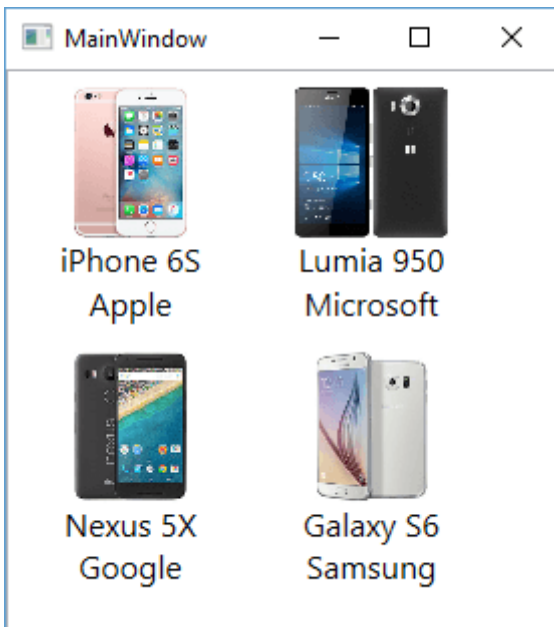 MainWindow
iPhone 6S
Apple
Lumia 950
Microsoft
Nexus 5X
Google
Galaxy S6
Samsung